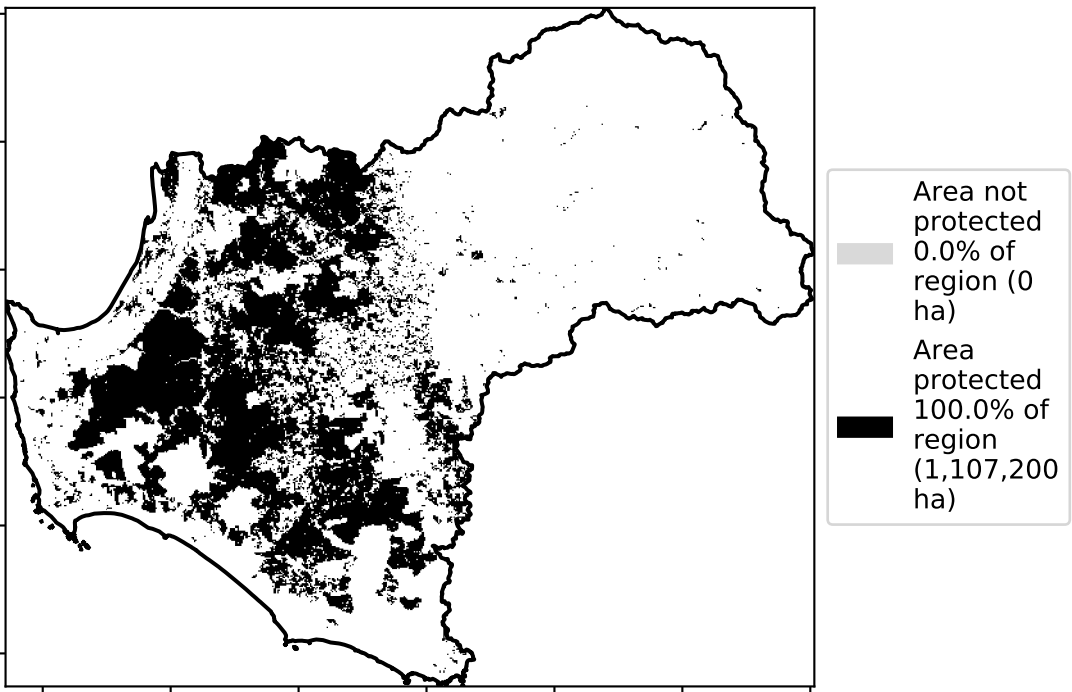 Area not
protected
0.0% of
region (0
ha)
Area
protected
100.0% of
region
(1,107,200
ha)